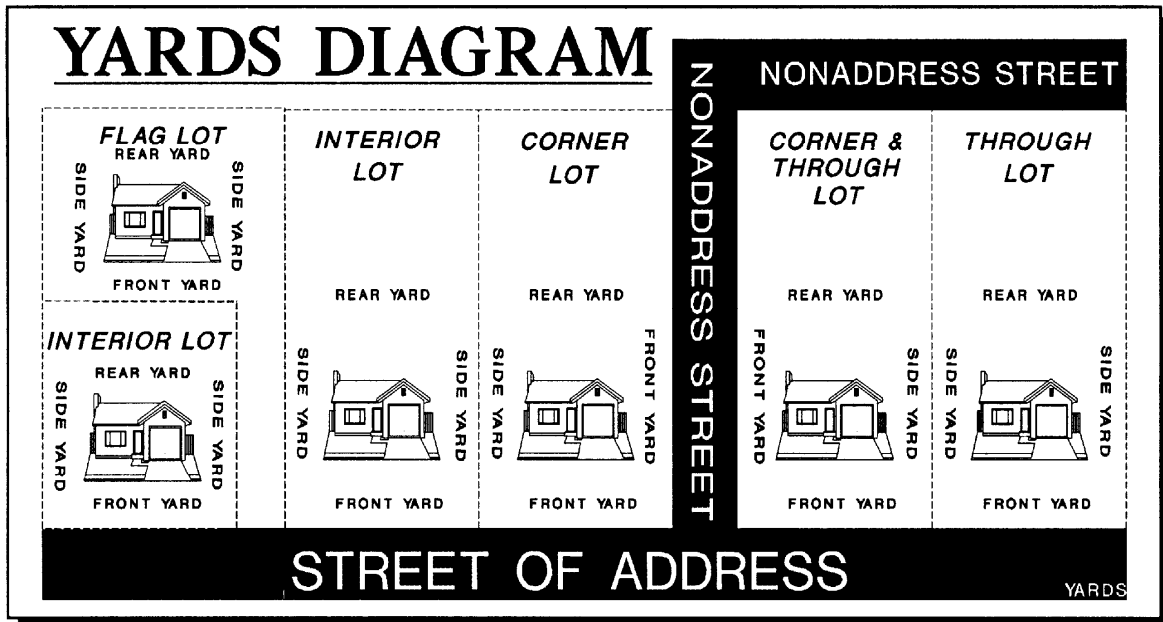 YARDS DIAGRAM
NONADDRESS STREET
NONADDRESS STREET
FLAG LOT
REAR YARD
SIDE YARD
SIDE YARD
FRONT YARD
INTERIOR LOT
REAR YARD
SIDE YARD
SIDE YARD
FRONT YARD
INTERIOR
LOT
REAR YARD
SIDE YARD
SIDE YARD
FRONT YARD
CORNER
LOT
REAR YARD
SIDE YARD
FRONT YARD
FRONT YARD
CORNER &
THROUGH
LOT
REAR YARD
FRONT YARD
SIDE YARD
FRONT YARD
THROUGH
LOT
REAR YARD
SIDE YARD
SIDE YARD
FRONT YARD
STREET OF ADDRESS
YARDS